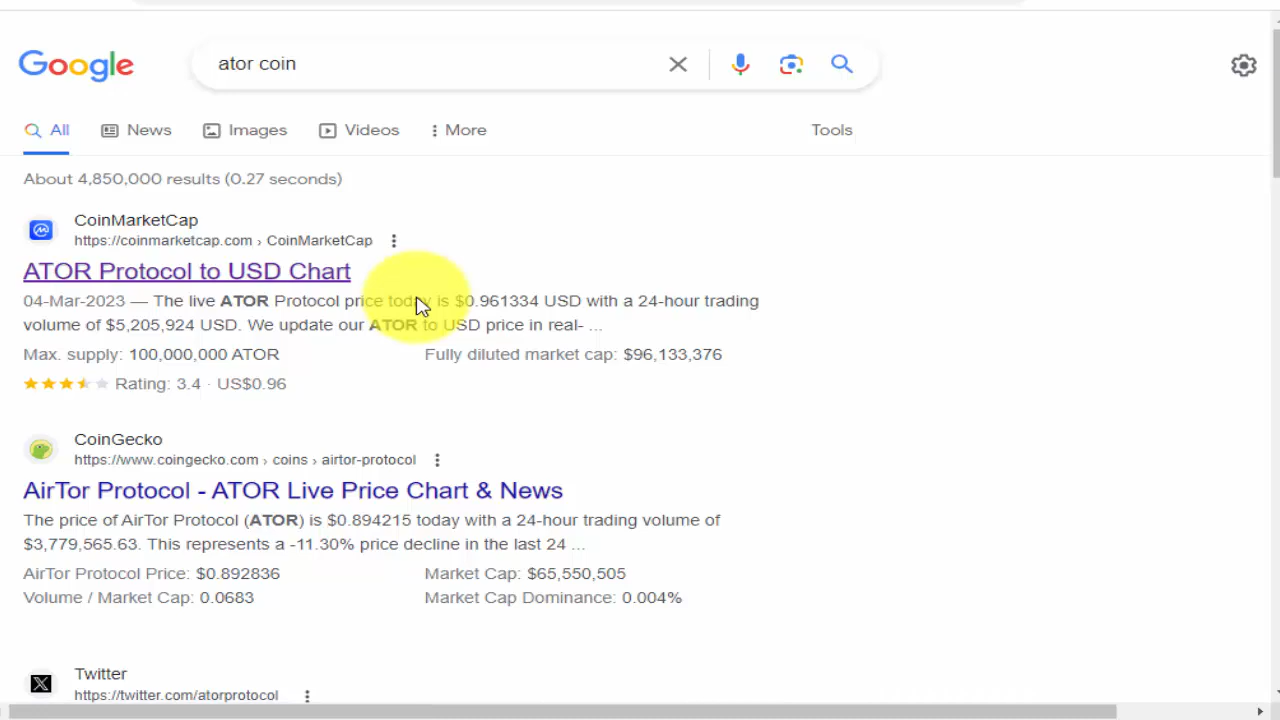 Google
ator coin
All
News
Images
Videos
More
Tools
About 4,850,000 results (0.27 seconds)
CoinMarketCap
https://coinmarketcap.com › CoinMarketCap
ATOR Protocol to USD Chart
04-Mar-2023 — The live ATOR Protocol price today is $0.961334 USD with a 24-hour trading
volume of $5,205,924 USD. We update our ATOR to USD price in real- ...
Max. supply: 100,000,000 ATOR
Fully diluted market cap: $96,133,376
Rating: 3.4 · US$0.96
CoinGecko
https://www.coingecko.com › coins › airtor-protocol
AirTor Protocol - ATOR Live Price Chart & News
The price of AirTor Protocol (ATOR) is $0.894215 today with a 24-hour trading volume of
$3,779,565.63. This represents a -11.30% price decline in the last 24 ...
AirTor Protocol Price: $0.892836
Market Cap: $65,550,505
Volume / Market Cap: 0.0683
Market Cap Dominance: 0.004%
Twitter
https://twitter.com/atorprotocol